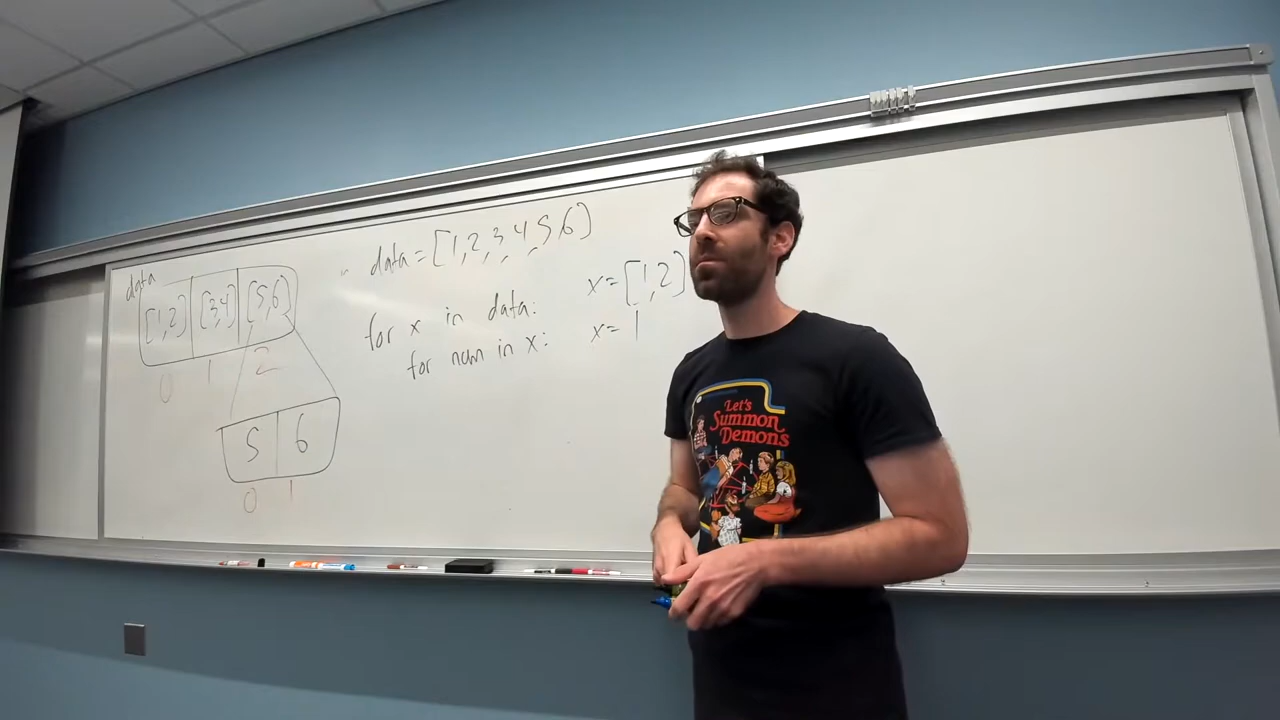 data
[1,2] [3,4] [5,6]
0 1 2
5 6
0 1
data=[1,2,3,4,5,6]
for x in data:
for num in x:
x=[1,2]
x=1
Let's
Summon
Demons